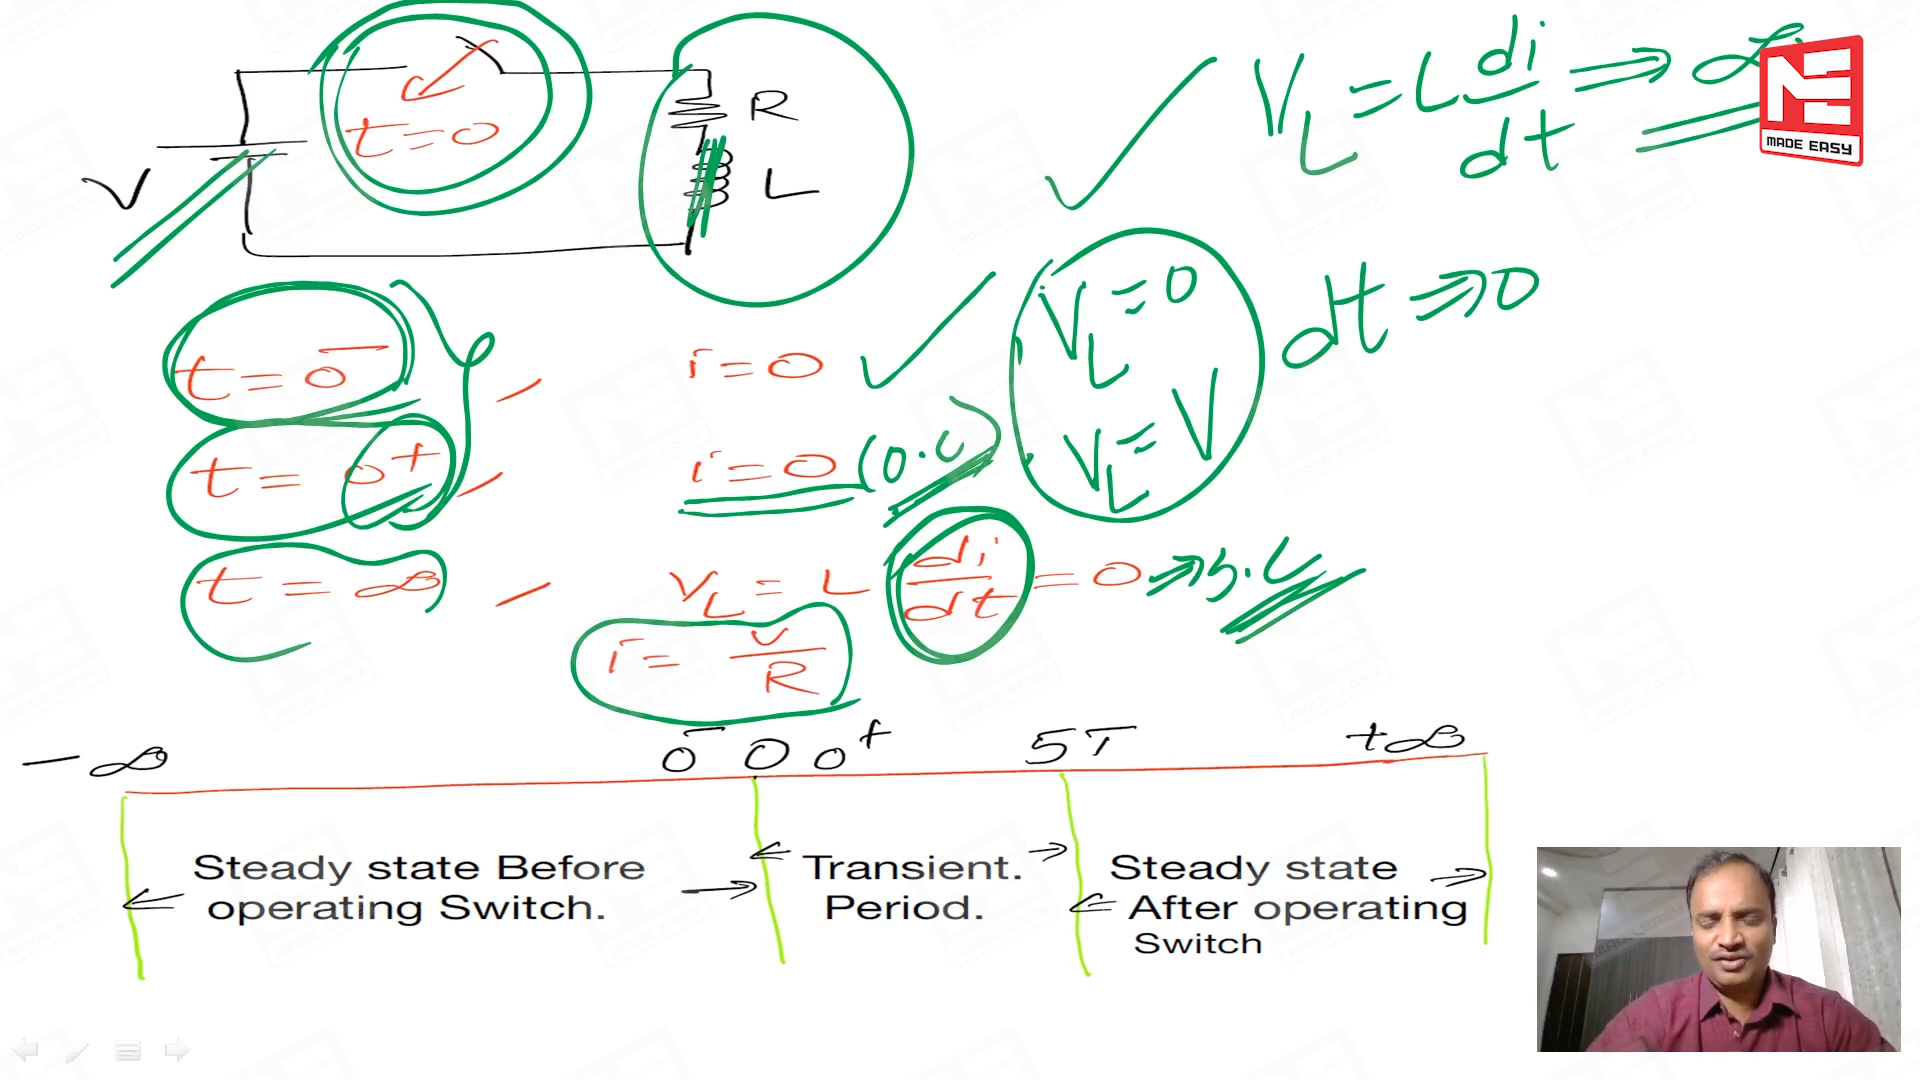 t=0
V
R
L
V_L = L di/dt ⇒ ∞
MADE EASY
t = 0⁻
i = 0
V_L = 0
dt ⇒ 0
t = 0⁺
i = 0 (O.C)
V_L = V
t = ∞
V_L = L di/dt = 0 ⇒ S.C
i = V/R
-∞ 0⁻ 0 0⁺ 5T +∞
Steady state Before
operating Switch.
Transient.
Period.
Steady state
After operating
Switch